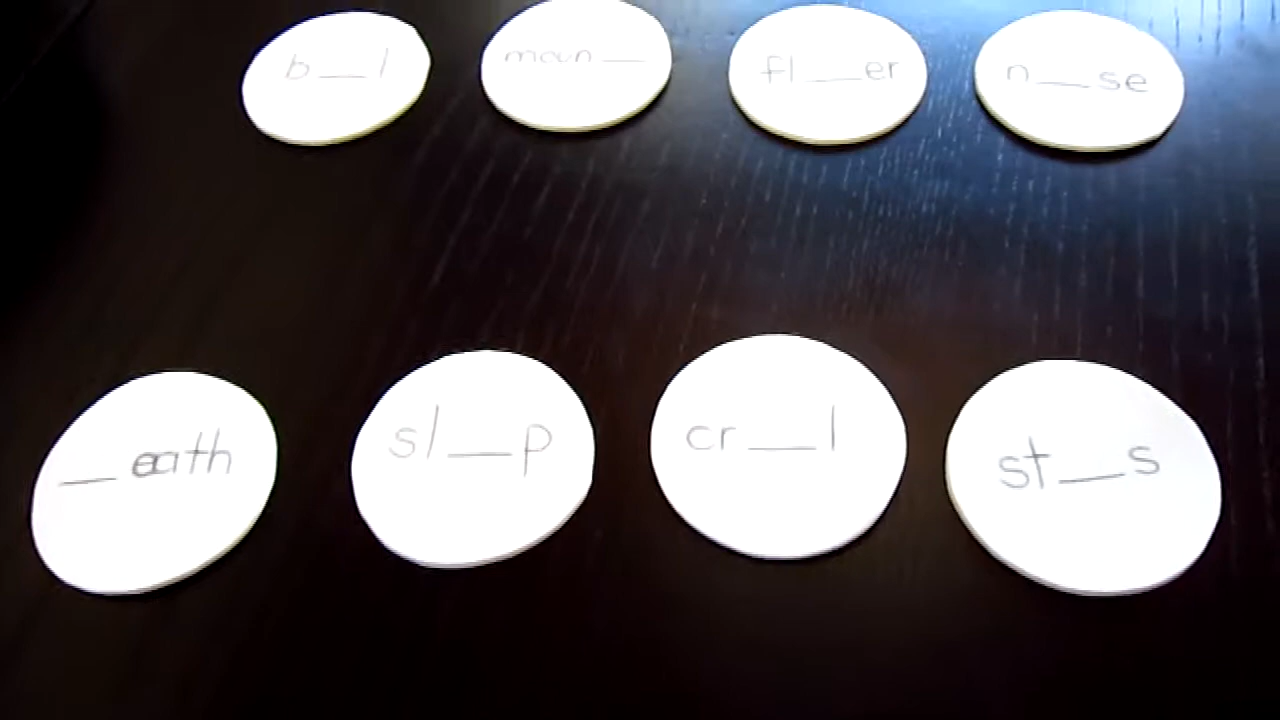 b__l
moun__
fl__er
n__se
__eath
sl__p
cr__l
st__s